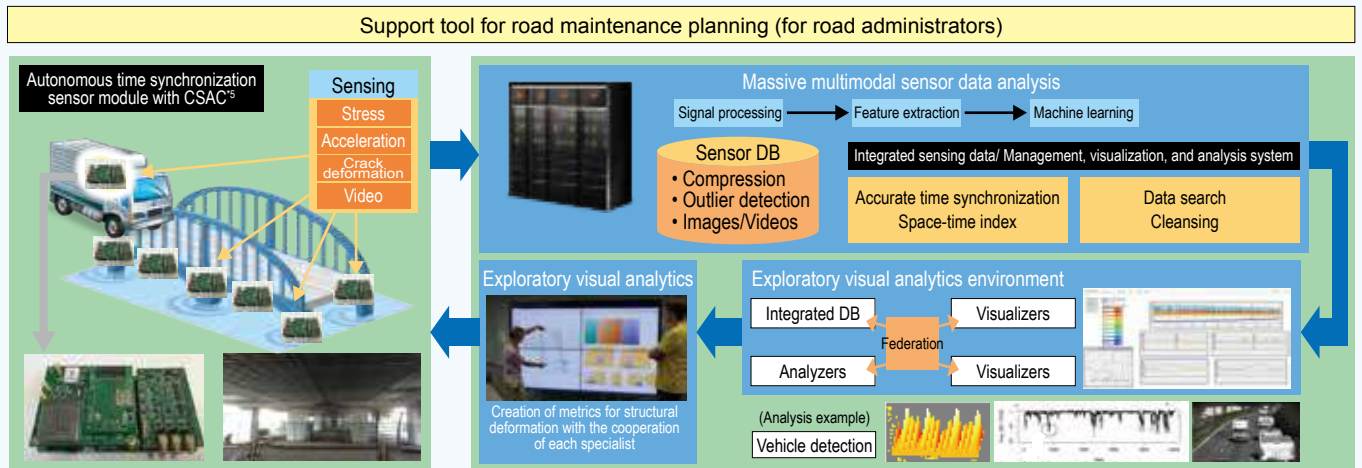 Support tool for road maintenance planning (for road administrators)
Autonomous time synchronization
sensor module with CSAC*5
Sensing
Stress
Acceleration
Crack
deformation
Video
Massive multimodal sensor data analysis
Signal processing
Feature extraction
Machine learning
Sensor DB
• Compression
• Outlier detection
• Images/Videos
Integrated sensing data/ Management, visualization, and analysis system
Accurate time synchronization
Space-time index
Data search
Cleansing
Exploratory visual analytics
Creation of metrics for structural
deformation with the cooperation
of each specialist
Exploratory visual analytics environment
Integrated DB
Visualizers
Federation
Analyzers
Visualizers
(Analysis example)
Vehicle detection